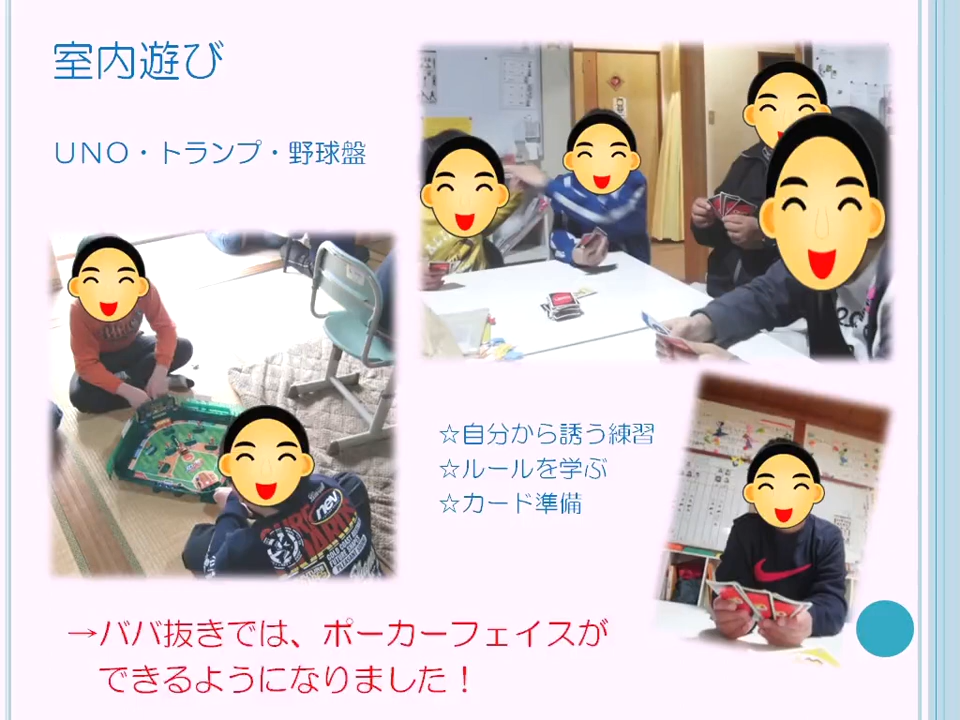 室内遊び
UNO・トランプ・野球盤
☆自分から誘う練習
☆ルールを学ぶ
☆カード準備
→ババ抜きでは、ポーカーフェイスが
できるようになりました！